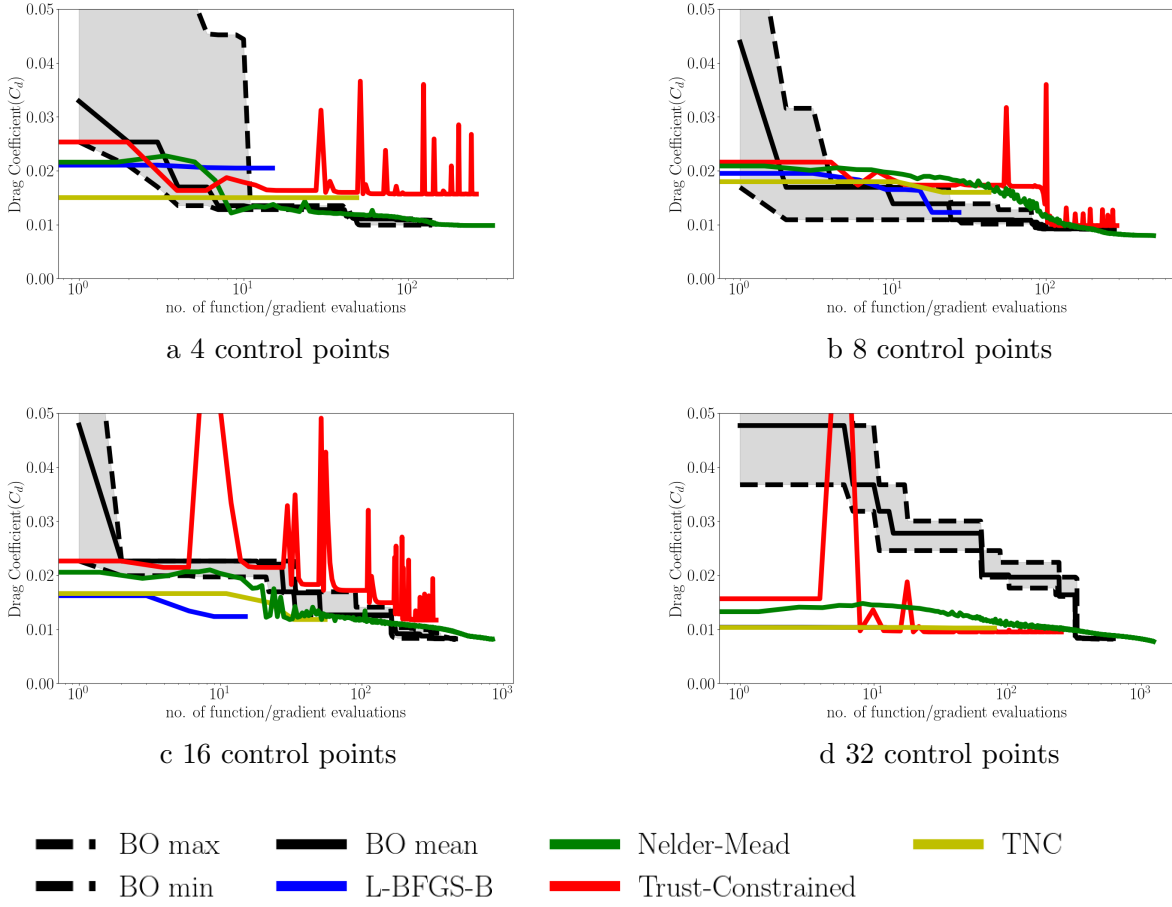 0.05
0.04
0.03
0.02
0.01
0.00
Drag Coefficient(C_d)
10^0
10^1
10^2
no. of function/gradient evaluations
a 4 control points
0.05
0.04
0.03
0.02
0.01
0.00
Drag Coefficient(C_d)
10^0
10^1
10^2
no. of function/gradient evaluations
b 8 control points
0.05
0.04
0.03
0.02
0.01
0.00
Drag Coefficient(C_d)
10^0
10^1
10^2
10^3
no. of function/gradient evaluations
c 16 control points
0.05
0.04
0.03
0.02
0.01
0.00
Drag Coefficient(C_d)
10^0
10^1
10^2
10^3
no. of function/gradient evaluations
d 32 control points
BO max
BO mean
Nelder-Mead
TNC
BO min
L-BFGS-B
Trust-Constrained